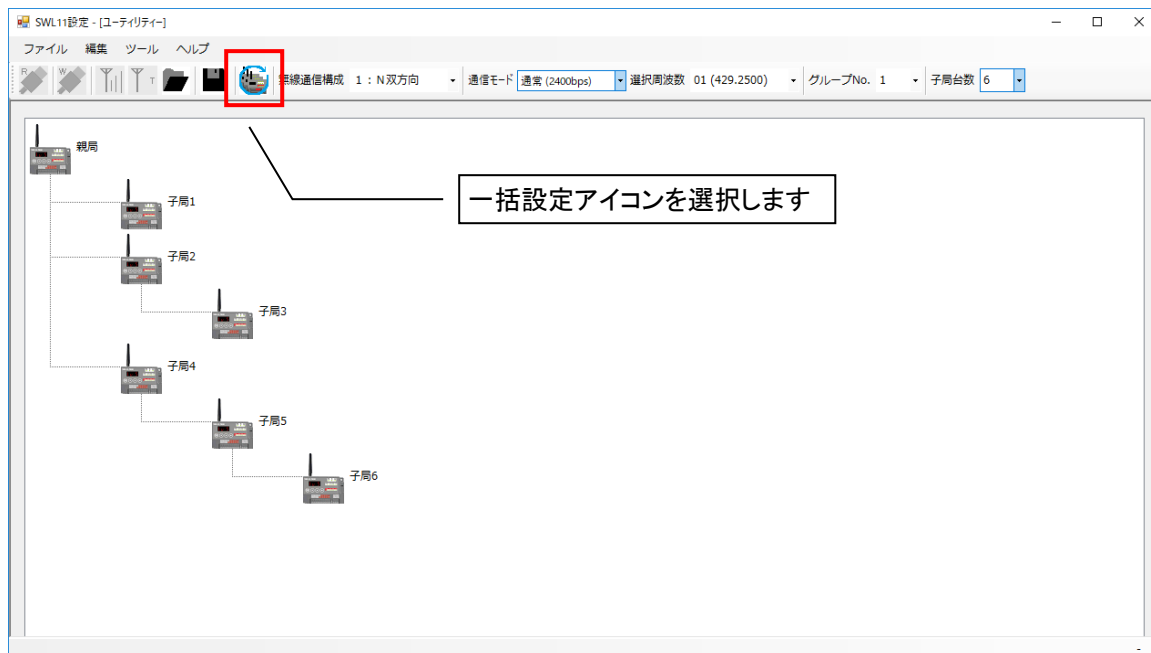 SWL11設定 - [ユーティリティー]
ファイル 編集 ツール ヘルプ
R W T 無線通信構成 1：N双方向 通信モード 通常 (2400bps) 選択周波数 01 (429.2500) グループNo. 1 子局台数 6
親局
子局1
一括設定アイコンを選択します
子局2
子局3
子局4
子局5
子局6